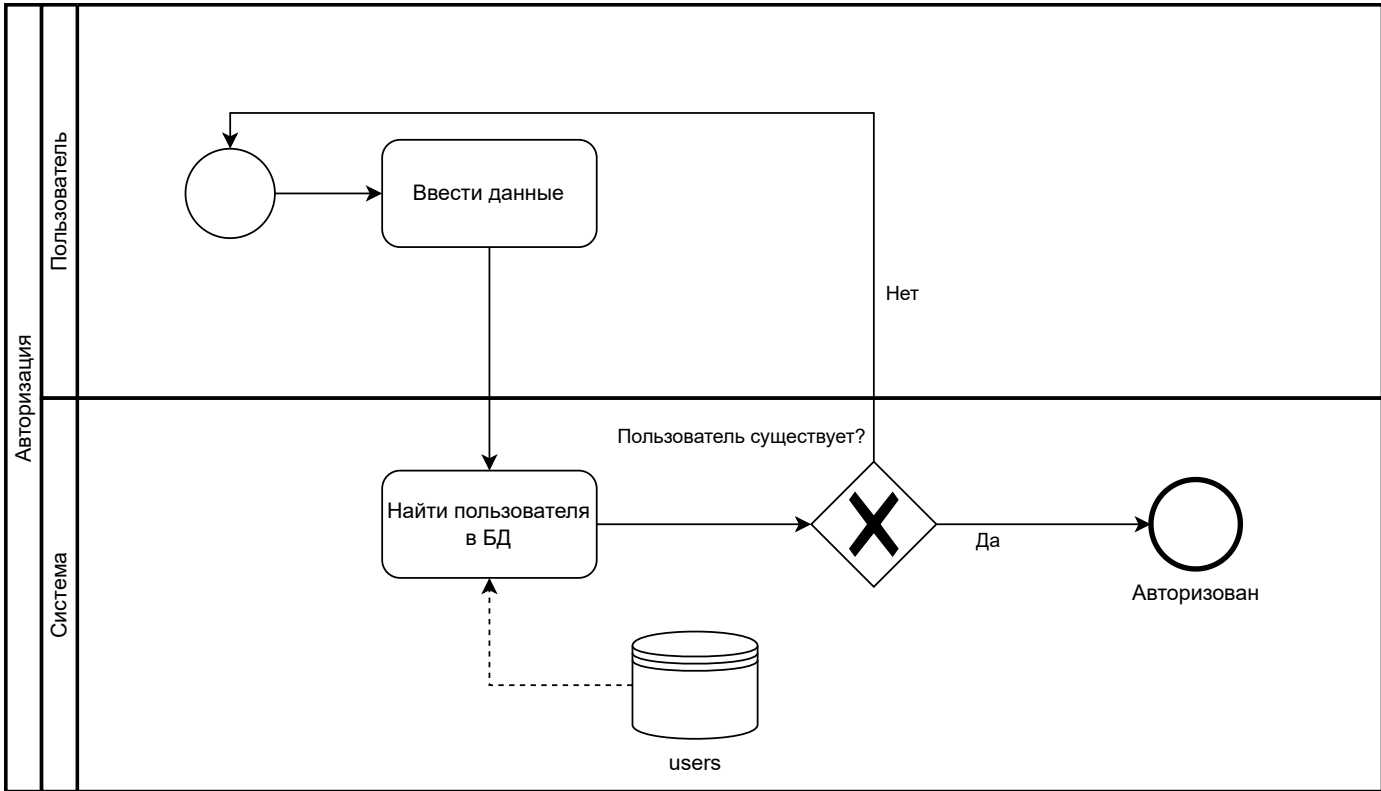 Авторизация
Пользователь
Ввести данные
Нет
Система
Пользователь существует?
Найти пользователя
в БД
Да
Авторизован
users